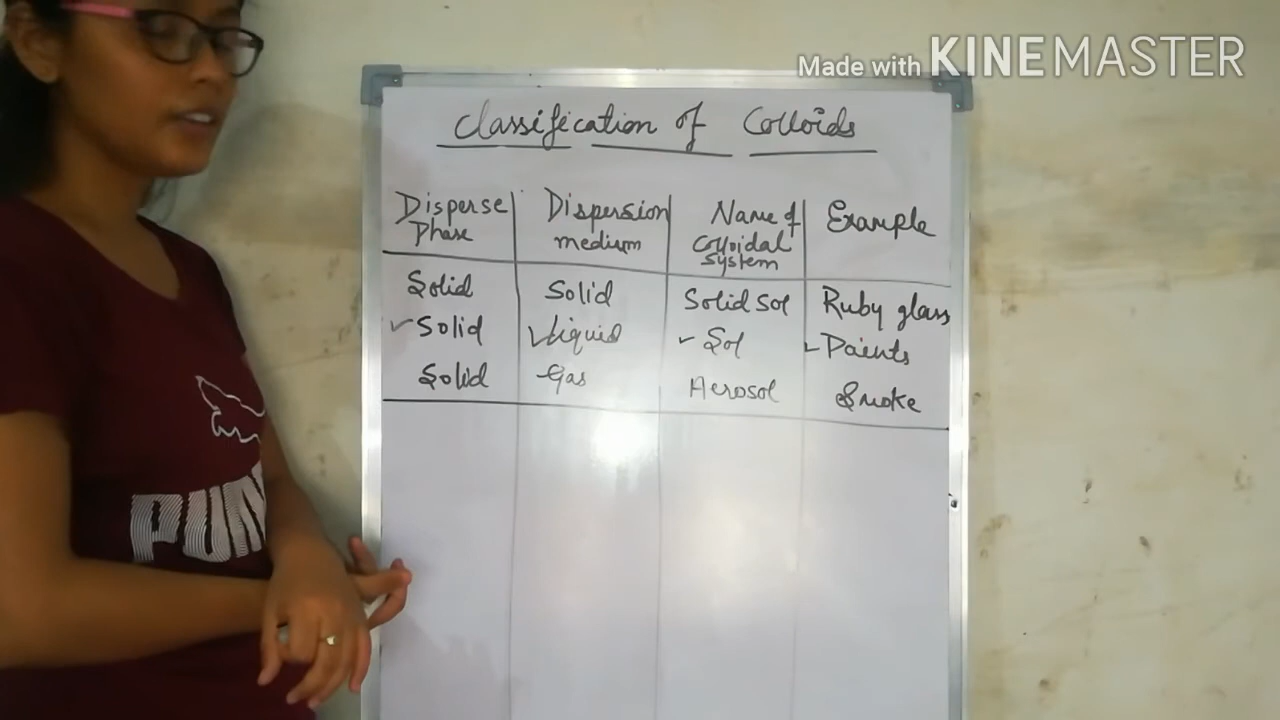 Made with KINEMASTER
Classification of Colloids
Disperse Phase
Dispersion medium
Name of Colloidal System
Example
Solid Solid Solid Sol Ruby glass
✓ Solid ✓ Liquid ✓ Sol ✓ Paints
Solid Gas Aerosol Smoke
PUM